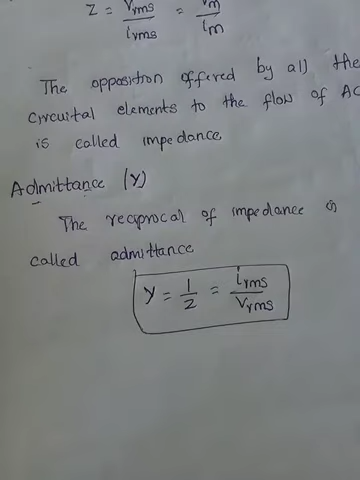 Z = Vrms/irms = Vm/im
The opposition offered by all the
circuital elements to the flow of AC
is called impedance
Admittance (Y)
The reciprocal of impedance is
called admittance
Y = 1/Z = irms/Vrms